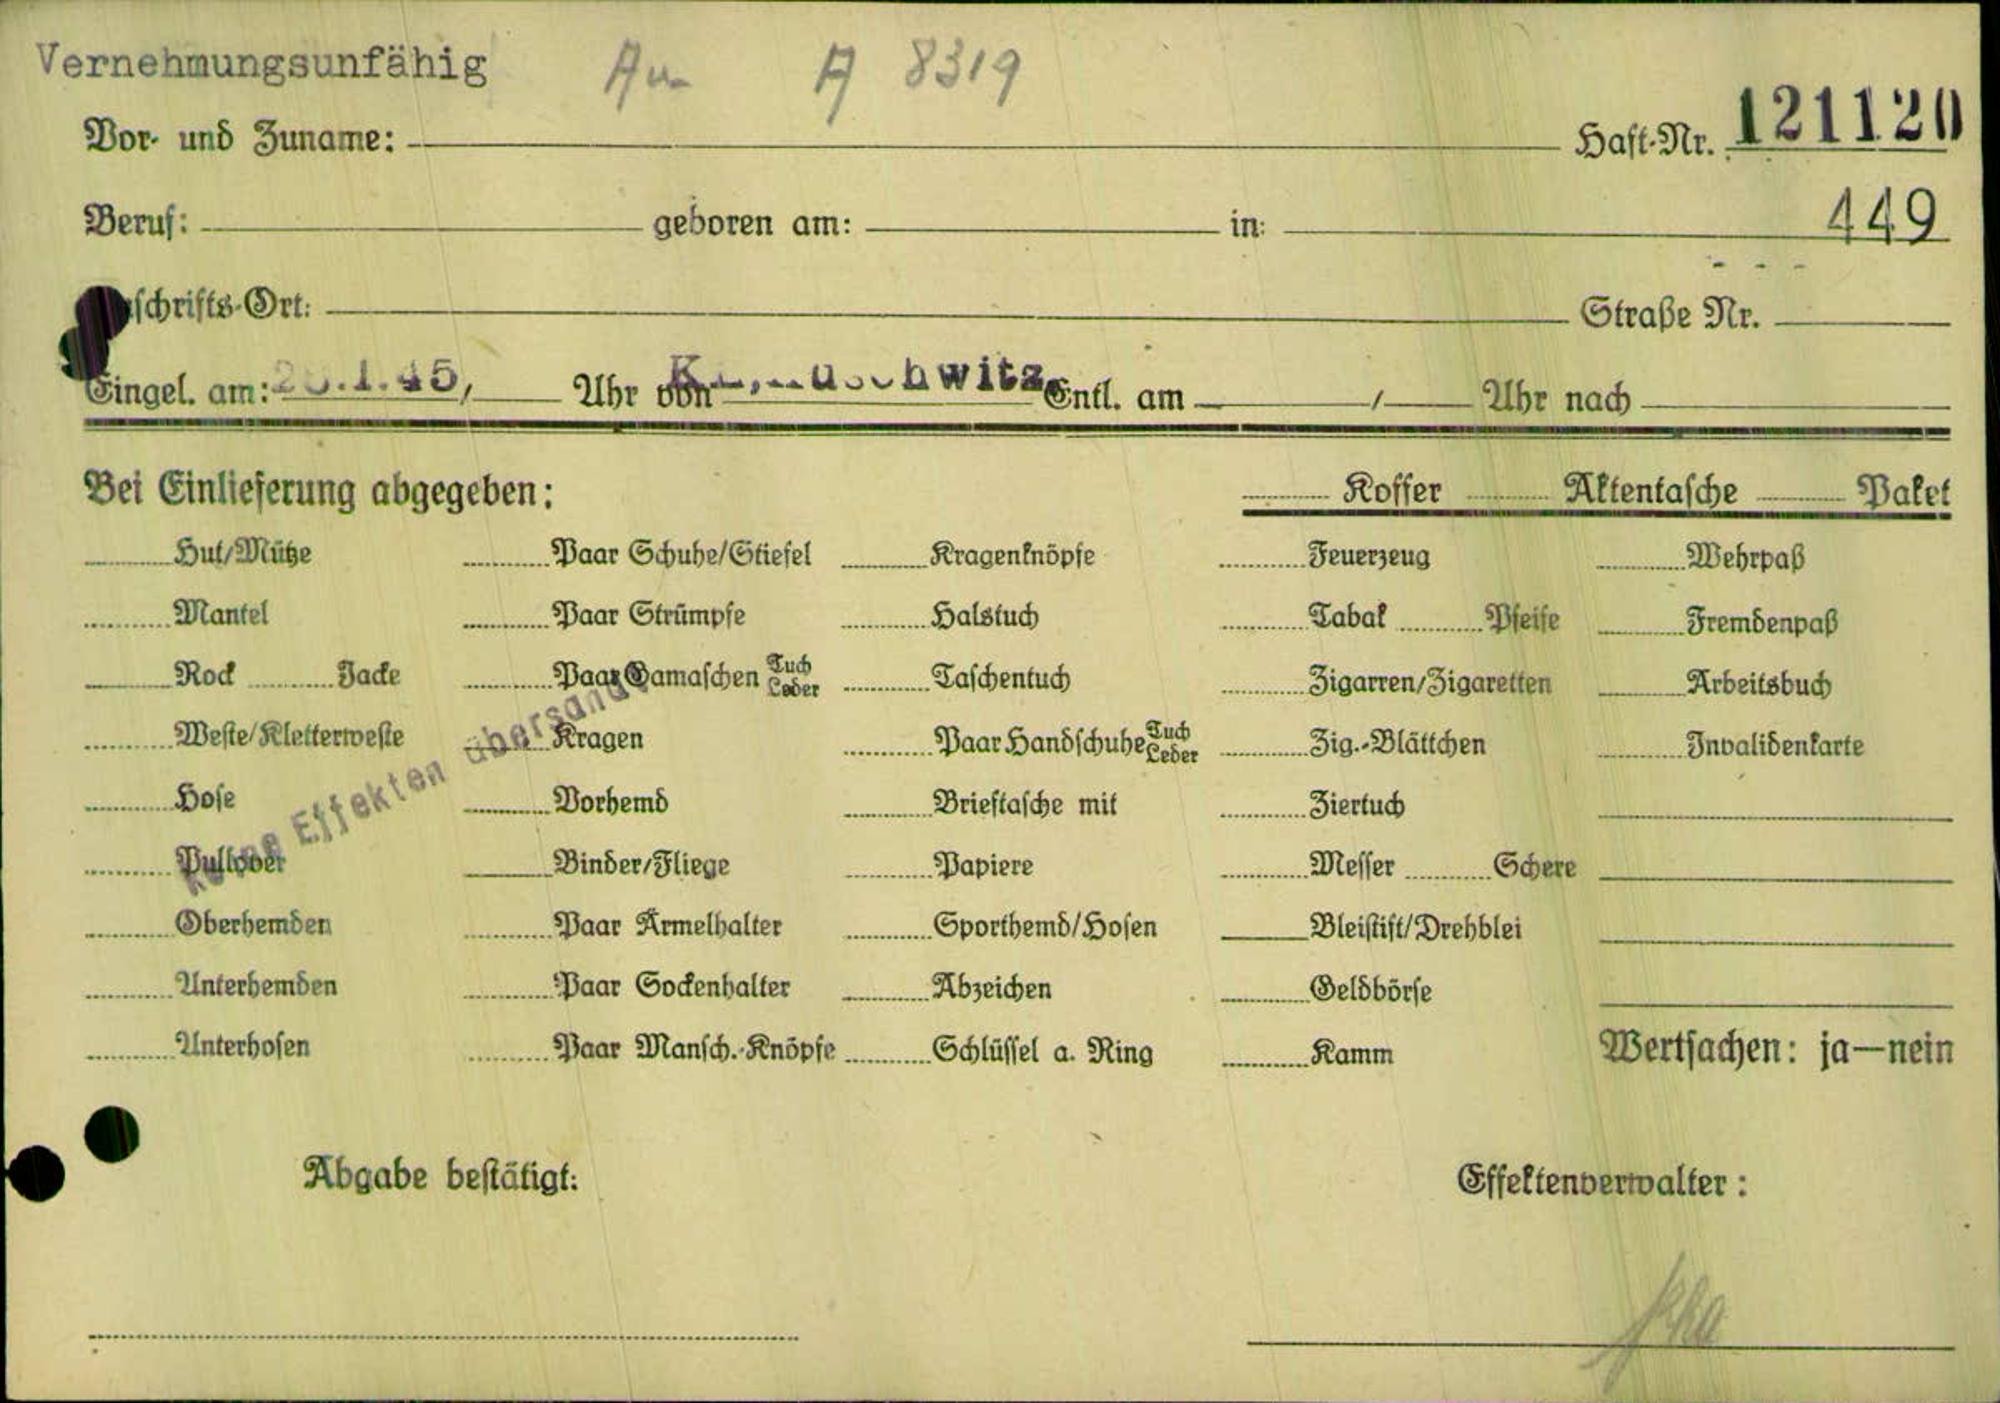 Vernehmungsunfähig A 8319
Vor- und Zuname: Haft-Nr. 121120
Beruf: geboren am: in: 449
schrifts-Ort: Straße Nr.
Eingel. am: .1.45, / Uhr von schwitz Entl. am / Uhr nach
Bei Einlieferung abgegeben: Koffer Aktentasche Paket
Hut/Mütze Paar Schuhe/Stiefel Kragenknöpfe Feuerzeug Wehrpaß
Mantel Paar Strümpfe Halstuch Tabak Pfeife Fremdenpaß
Rock Jacke Paar Gamaschen Tuch Leder Taschentuch Zigarren/Zigaretten Arbeitsbuch
Weste/Kletterweste Kragen Paar Handschuhe Tuch Leder Zig.-Blättchen Invalidenkarte
Hose Vorhemd Brieftasche mit Ziertuch
Pullover Binder/Fliege Papiere Messer Schere
Oberhemden Paar Ärmelhalter Sporthemd/Hosen Bleistift/Drehblei
Unterhemden Paar Sockenhalter Abzeichen Geldbörse
Unterhosen Paar Mansch.-Knöpfe Schlüssel a. Ring Kamm Wertsachen: ja—nein
Effekten übersandt
Abgabe bestätigt: Effektenverwalter: